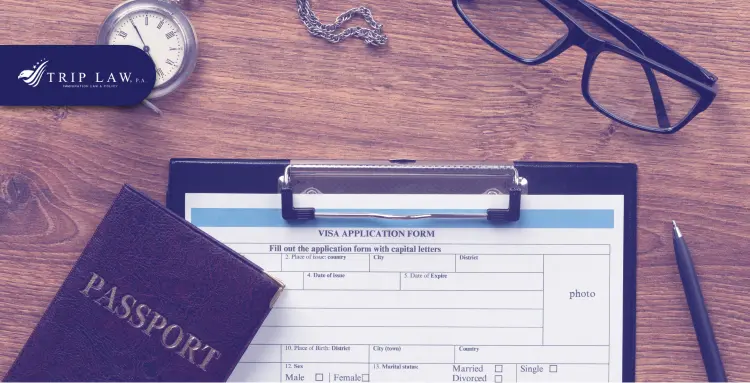 TRIP LAW, P.A.
IMMIGRATION LAW & POLICY
VISA APPLICATION FORM
Fill out the application form with capital letters
2. Place of issue: country City District
4. Date of Issue 5. Date of Expire
photo
PASSPORT
10. Place of Birth: District City (town) Country
12. Sex 13. Marital status:
Male Female Married Single
Divorced